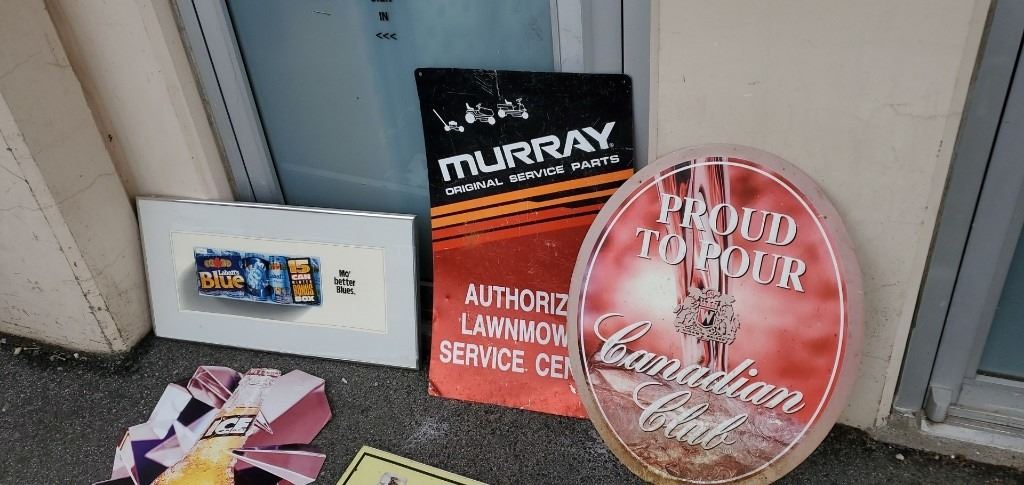 IN
<<<
MURRAY
ORIGINAL SERVICE PARTS
AUTHORIZ
LAWNMOW
SERVICE CEN
Labatt's
Blue
15
CAN
BOX
Mo'
better
Blues.
PROUD
TO POUR
Canadian
Club
ICE